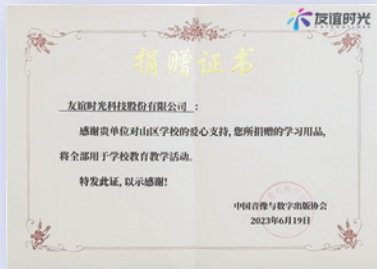 友谊时光
捐赠证书
友谊时光科技股份有限公司 :
感谢贵单位对山区学校的爱心支持,您所捐赠的学习用品,
将全部用于学校教育教学活动。
特发此证,以示感谢!
中国音像与数字出版协会
2023年6月19日